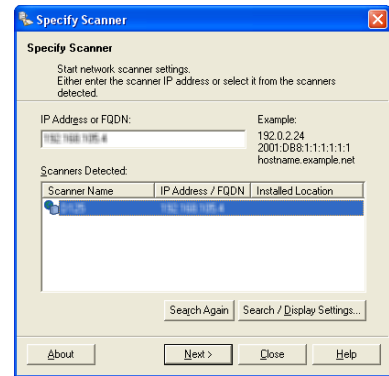 Specify Scanner
Specify Scanner
Start network scanner settings.
Either enter the scanner IP address or select it from the scanners
detected.
IP Address or FQDN:
Example:
192.0.2.24
2001:DB8:1:1:1:1:1:1
hostname.example.net
Scanners Detected:
Scanner Name IP Address / FQDN Installed Location
Search Again Search / Display Settings...
About Next > Close Help